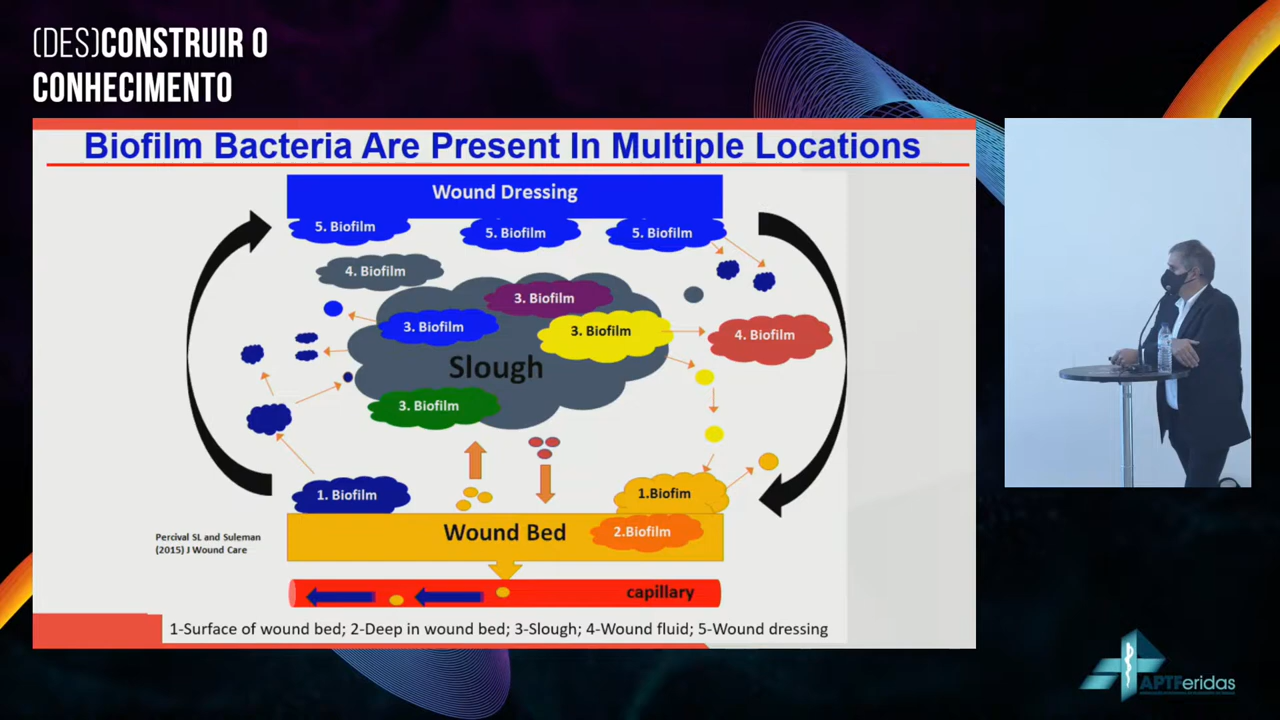 (DES)CONSTRUIR O
CONHECIMENTO
Biofilm Bacteria Are Present In Multiple Locations
Wound Dressing
5. Biofilm
5. Biofilm
5. Biofilm
4. Biofilm
3. Biofilm
3. Biofilm
3. Biofilm
4. Biofilm
Slough
3. Biofilm
1. Biofilm
1.Biofim
Wound Bed
2.Biofilm
Percival SL and Suleman
(2015) J Wound Care
capillary
1-Surface of wound bed; 2-Deep in wound bed; 3-Slough; 4-Wound fluid; 5-Wound dressing
APTFeridas